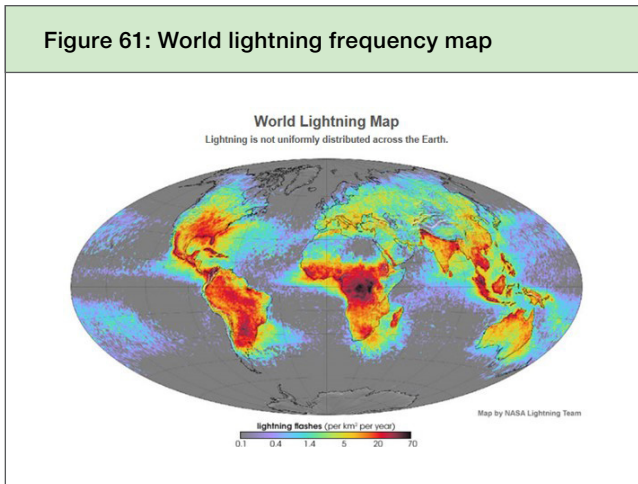 Figure 61: World lightning frequency map
World Lightning Map
Lightning is not uniformly distributed across the Earth.
Map by NASA Lightning Team
lightning flashes (per km² per year)
0.1 0.4 1.4 5 20 70